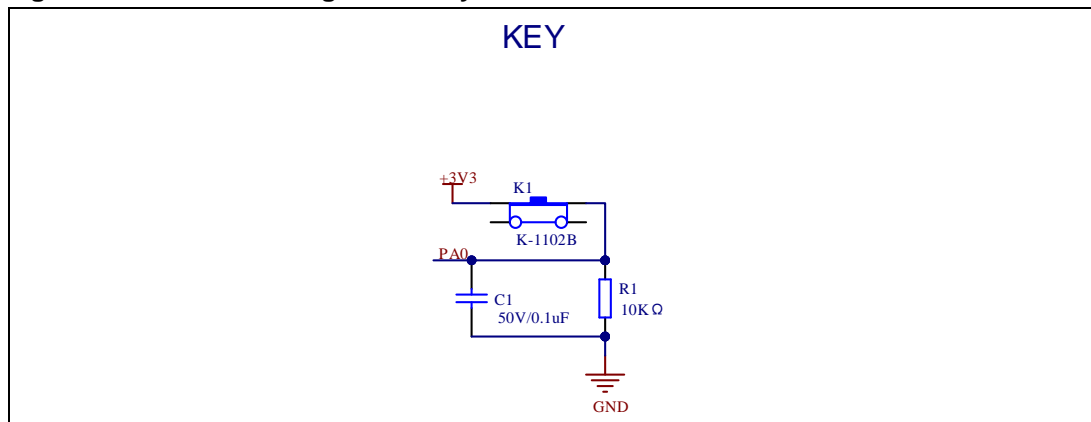 KEY
+3V3
K1
K-1102B
PA0
C1
50V/0.1uF
R1
10KΩ
GND